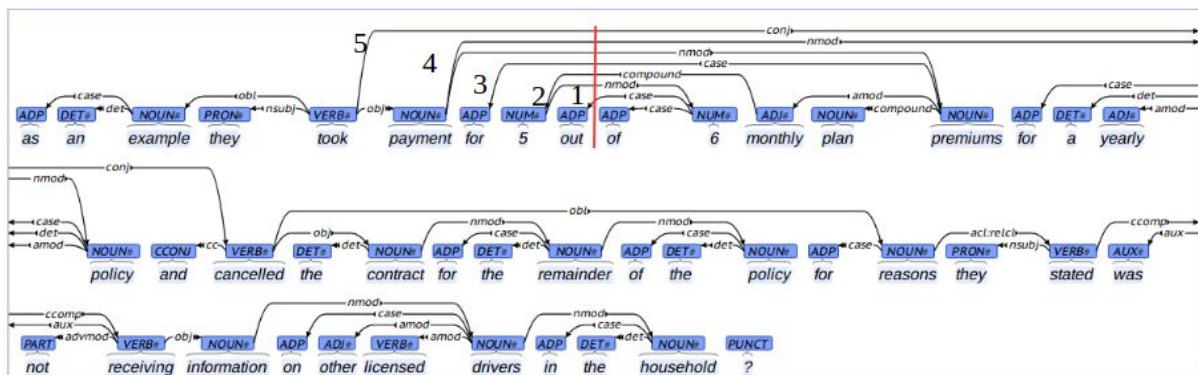 conj
5 nmod
4 nmod
case
3 compound case
case obl nmod amod det
det nsubj obj 2 1 case case compound amod
ADP DET# NOUN# PRON# VERB# NOUN# ADP NUM# ADP ADP NUM# ADJ# NOUN# NOUN# ADP DET# ADJ#
as an example they took payment for 5 out of 6 monthly plan premiums for a yearly
conj
nmod
obl
case nmod nmod ccomp
det obj case case acl:relcl aux
amod cc det det det case nsubj
NOUN# CCONJ VERB# DET# NOUN# ADP DET# NOUN# ADP DET# NOUN# ADP NOUN# PRON# VERB# AUX#
policy and cancelled the contract for the remainder of the policy for reasons they stated was
nmod
ccomp case nmod
aux amod case
advmod obj amod det
PART VERB# NOUN# ADP ADJ# VERB# NOUN# ADP DET# NOUN# PUNCT
not receiving information on other licensed drivers in the household ?